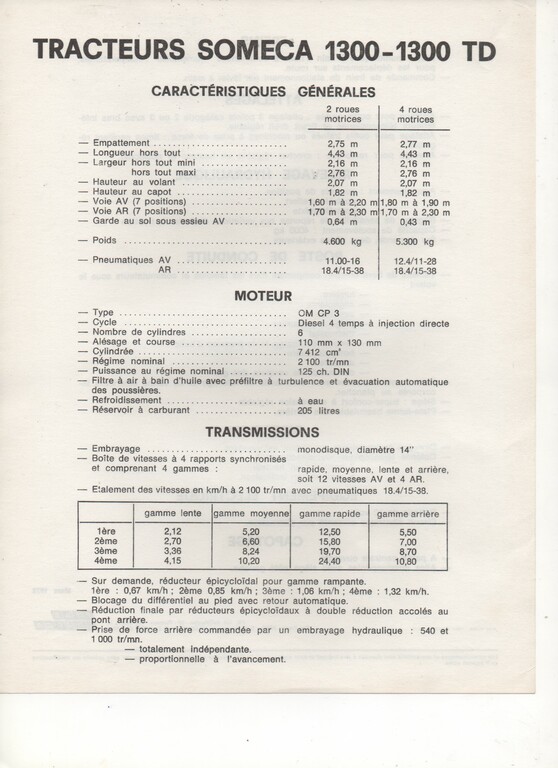 TRACTEURS SOMECA 1300-1300 TD
CARACTÉRISTIQUES GÉNÉRALES
2 roues motrices 4 roues motrices
— Empattement 2,75 m 2,77 m
— Longueur hors tout 4,43 m 4,43 m
— Largeur hors tout mini 2,16 m 2,16 m
hors tout maxi 2,76 m 2,76 m
— Hauteur au volant 2,07 m 2,07 m
— Hauteur au capot 1,82 m 1,82 m
— Voie AV (7 positions) 1,60 m à 2,20 m 1,80 m à 1,90 m
— Voie AR (7 positions) 1,70 m à 2,30 m 1,70 m à 2,30 m
— Garde au sol sous essieu AV 0,64 m 0,43 m
— Poids 4.600 kg 5.300 kg
— Pneumatiques AV 11.00-16 12.4/11-28
AR 18.4/15-38 18.4/15-38
MOTEUR
— Type OM CP 3
— Cycle Diesel 4 temps à injection directe
— Nombre de cylindres 6
— Alésage et course 110 mm x 130 mm
— Cylindrée 7 412 cm³
— Régime nominal 2 100 tr/mn
— Puissance au régime nominal 125 ch. DIN
— Filtre à air à bain d'huile avec préfiltre à turbulence et évacuation automatique
des poussières.
— Refroidissement à eau
— Réservoir à carburant 205 litres
TRANSMISSIONS
— Embrayage monodisque, diamètre 14"
— Boîte de vitesses à 4 rapports synchronisés
et comprenant 4 gammes : rapide, moyenne, lente et arrière,
soit 12 vitesses AV et 4 AR.
— Etalement des vitesses en km/h à 2 100 tr/mn avec pneumatiques 18.4/15-38.
gamme lente gamme moyenne gamme rapide gamme arrière
1ère 2,12 5,20 12,50 5,50
2ème 2,70 6,60 15,80 7,00
3ème 3,36 8,24 19,70 8,70
4ème 4,15 10,20 24,40 10,80
— Sur demande, réducteur épicycloïdal pour gamme rampante.
1ère : 0,67 km/h ; 2ème 0,85 km/h ; 3ème : 1,06 km/h ; 4ème : 1,32 km/h.
— Blocage du différentiel au pied avec retour automatique.
— Réduction finale par réducteurs épicycloïdaux à double réduction accolés au
pont arrière.
— Prise de force arrière commandée par un embrayage hydraulique : 540 et
1 000 tr/mn.
— totalement indépendante.
— proportionnelle à l'avancement.